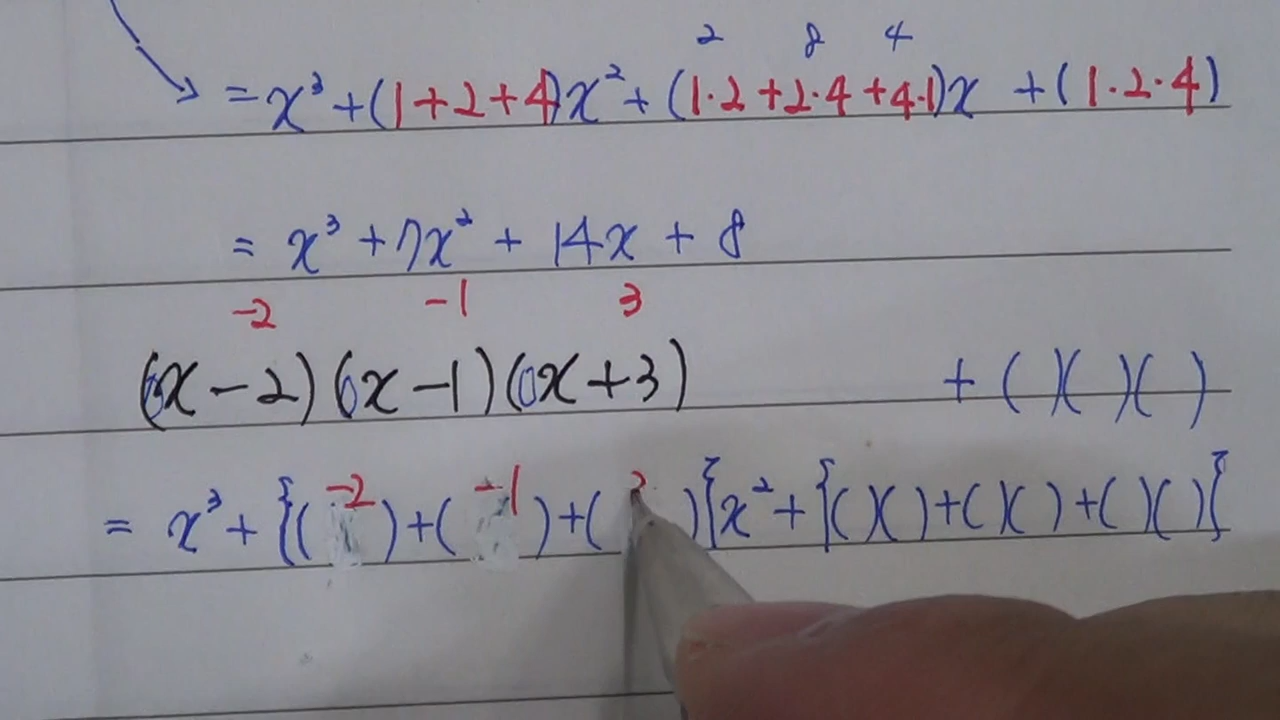 2 8 4
= x³ + (1+2+4)x² + (1·2+2·4+4·1)x + (1·2·4)
= x³ + 7x² + 14x + 8
-2 -1 3
(x-2)(x-1)(x+3) + ( )( )( )
= x³ + {( -2 ) + ( -1 ) + ( )}x² + {( )( ) + ( )( ) + ( )( )}